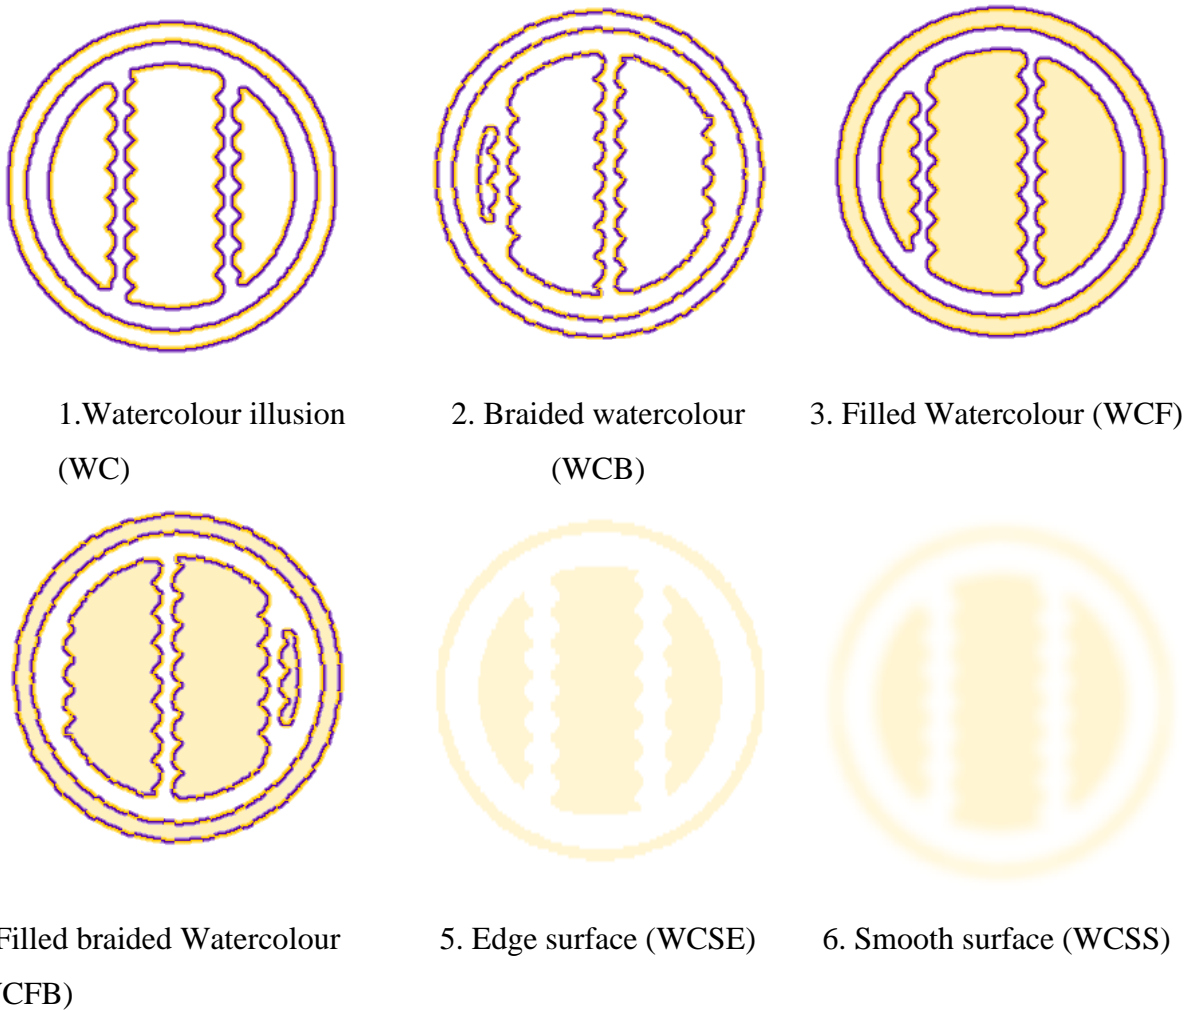 1.Watercolour illusion
(WC)
2. Braided watercolour
(WCB)
3. Filled Watercolour (WCF)
Filled braided Watercolour
CFB)
5. Edge surface (WCSE)
6. Smooth surface (WCSS)